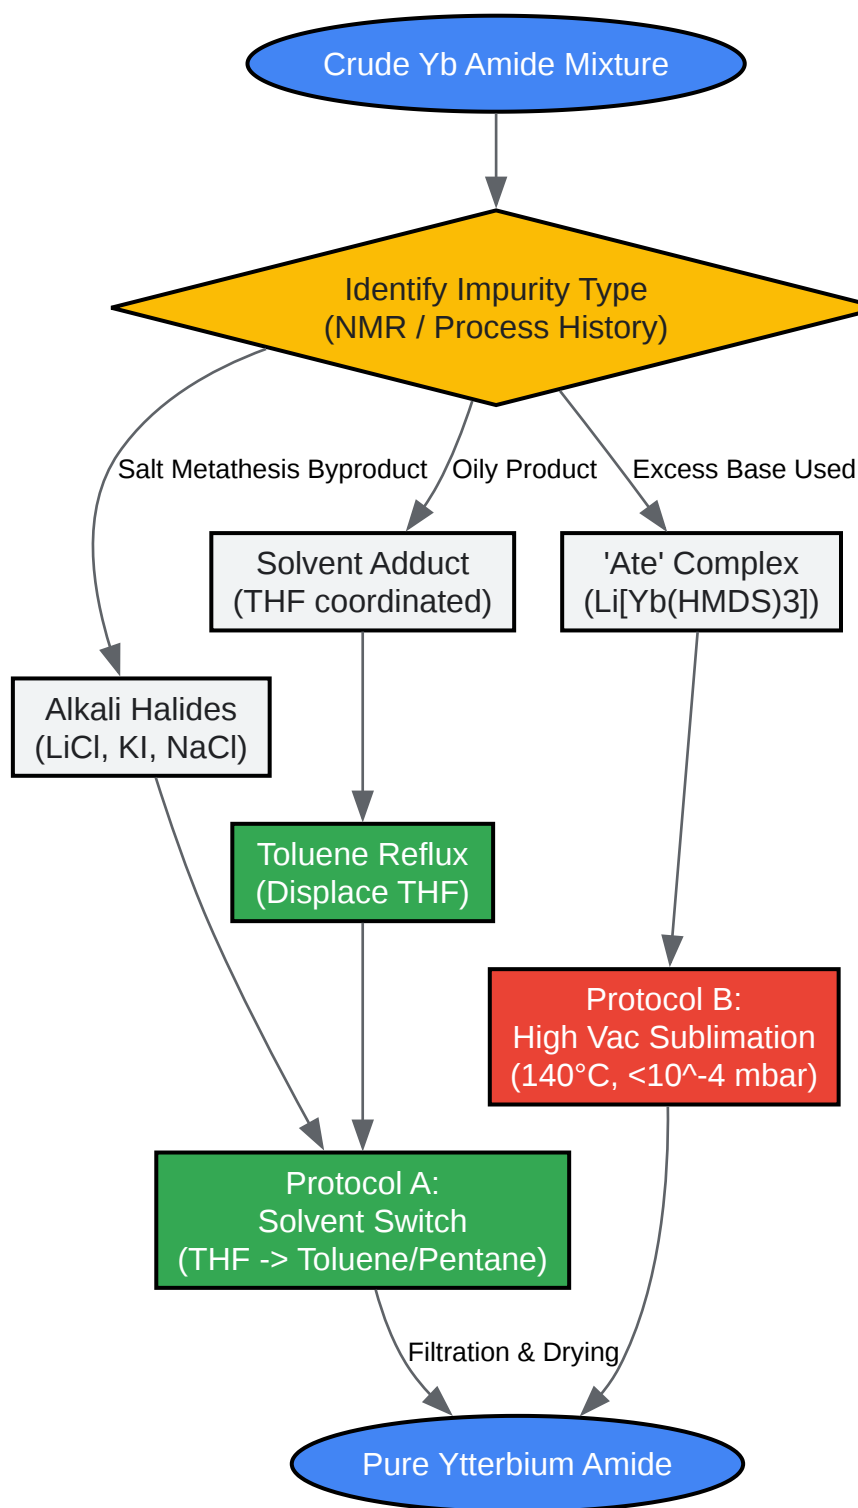 Crude Yb Amide Mixture
Identify Impurity Type
(NMR / Process History)
Salt Metathesis Byproduct
Oily Product
Excess Base Used
Solvent Adduct
(THF coordinated)
'Ate' Complex
(Li[Yb(HMDS)3])
Alkali Halides
(LiCl, KI, NaCl)
Toluene Reflux
(Displace THF)
Protocol B:
High Vac Sublimation
(140°C, <10^-4 mbar)
Protocol A:
Solvent Switch
(THF -> Toluene/Pentane)
Filtration & Drying
Pure Ytterbium Amide